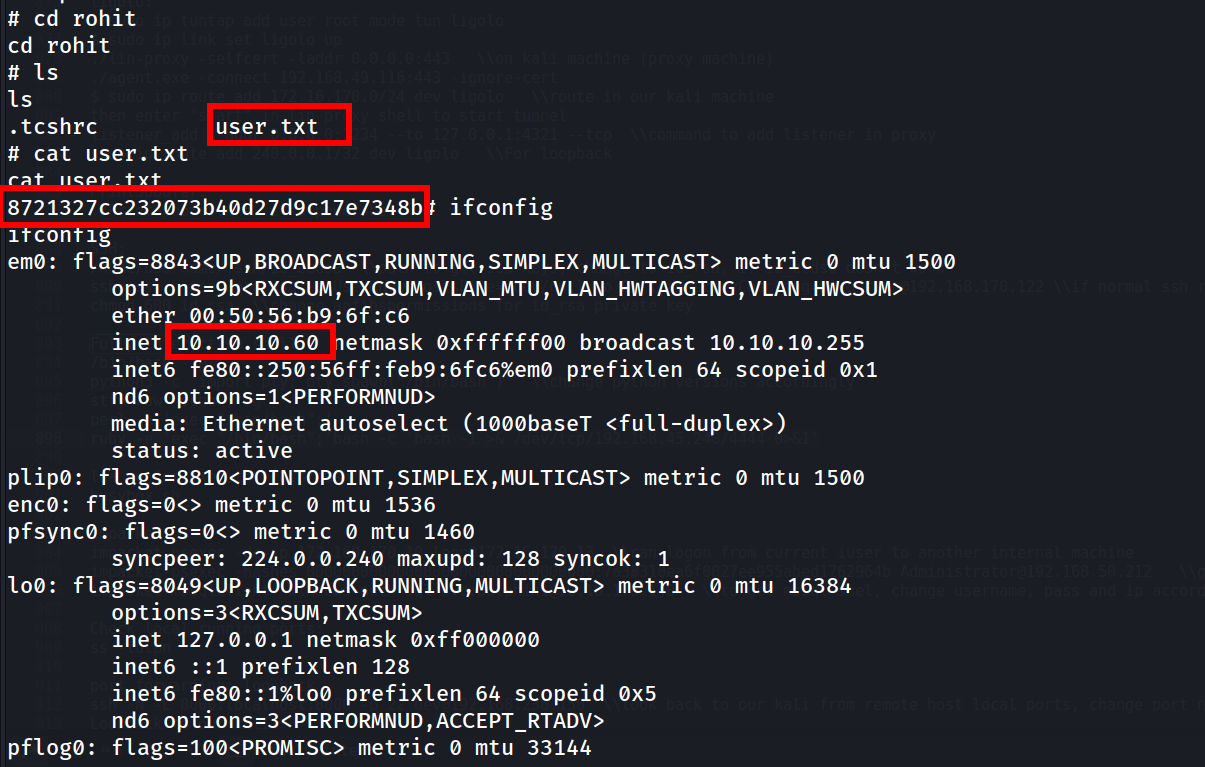 # cd rohit
cd rohit
# ls
ls
.tcshrc user.txt
# cat user.txt
cat user.txt
8721327cc232073b40d27d9c17e7348b# ifconfig
ifconfig
em0: flags=8843<UP,BROADCAST,RUNNING,SIMPLEX,MULTICAST> metric 0 mtu 1500
options=9b<RXCSUM,TXCSUM,VLAN_MTU,VLAN_HWTAGGING,VLAN_HWCSUM>
ether 00:50:56:b9:6f:c6
inet 10.10.10.60 netmask 0xffffff00 broadcast 10.10.10.255
inet6 fe80::250:56ff:feb9:6fc6%em0 prefixlen 64 scopeid 0x1
nd6 options=1<PERFORMNUD>
media: Ethernet autoselect (1000baseT <full-duplex>)
status: active
plip0: flags=8810<POINTOPOINT,SIMPLEX,MULTICAST> metric 0 mtu 1500
enc0: flags=0<> metric 0 mtu 1536
pfsync0: flags=0<> metric 0 mtu 1460
syncpeer: 224.0.0.240 maxupd: 128 syncok: 1
lo0: flags=8049<UP,LOOPBACK,RUNNING,MULTICAST> metric 0 mtu 16384
options=3<RXCSUM,TXCSUM>
inet 127.0.0.1 netmask 0xff000000
inet6 ::1 prefixlen 128
inet6 fe80::1%lo0 prefixlen 64 scopeid 0x5
nd6 options=3<PERFORMNUD,ACCEPT_RTADV>
pflog0: flags=100<PROMISC> metric 0 mtu 33144